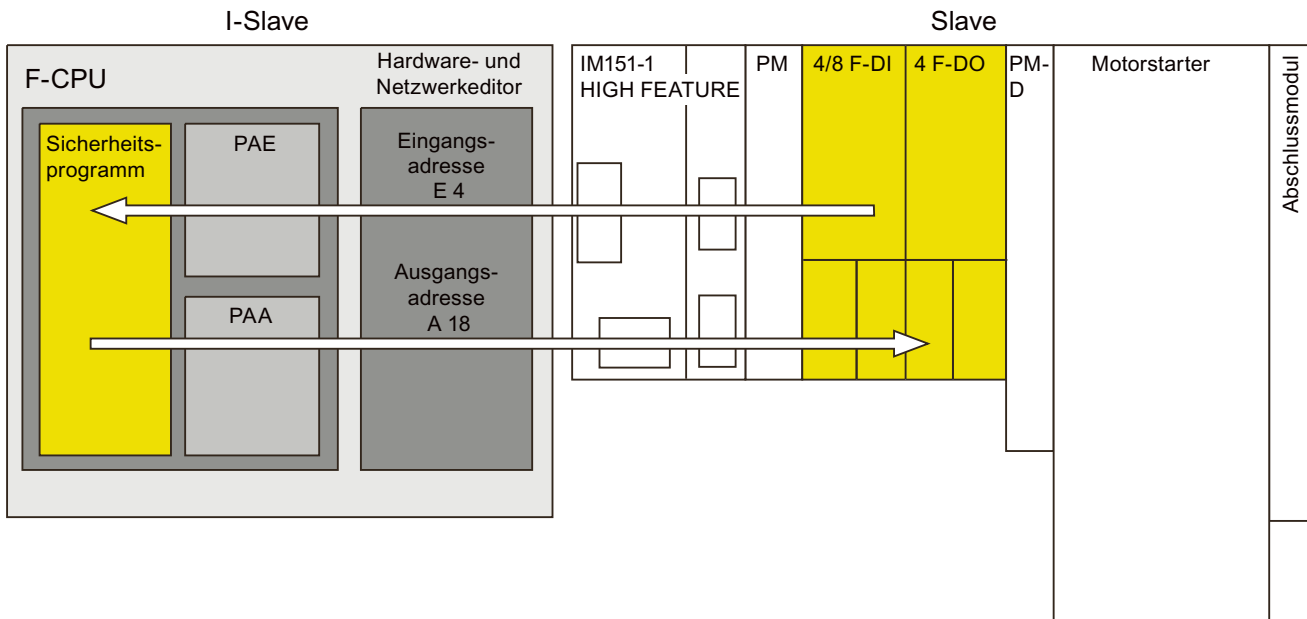 I-Slave
Slave
F-CPU
Hardware- und
Netzwerkeditor
Sicherheits-
programm
PAE
PAA
Eingangs-
adresse
E 4
Ausgangs-
adresse
A 18
IM151-1
HIGH FEATURE
PM
4/8 F-DI
4 F-DO
PM-
D
Motorstarter
Abschlussmodul